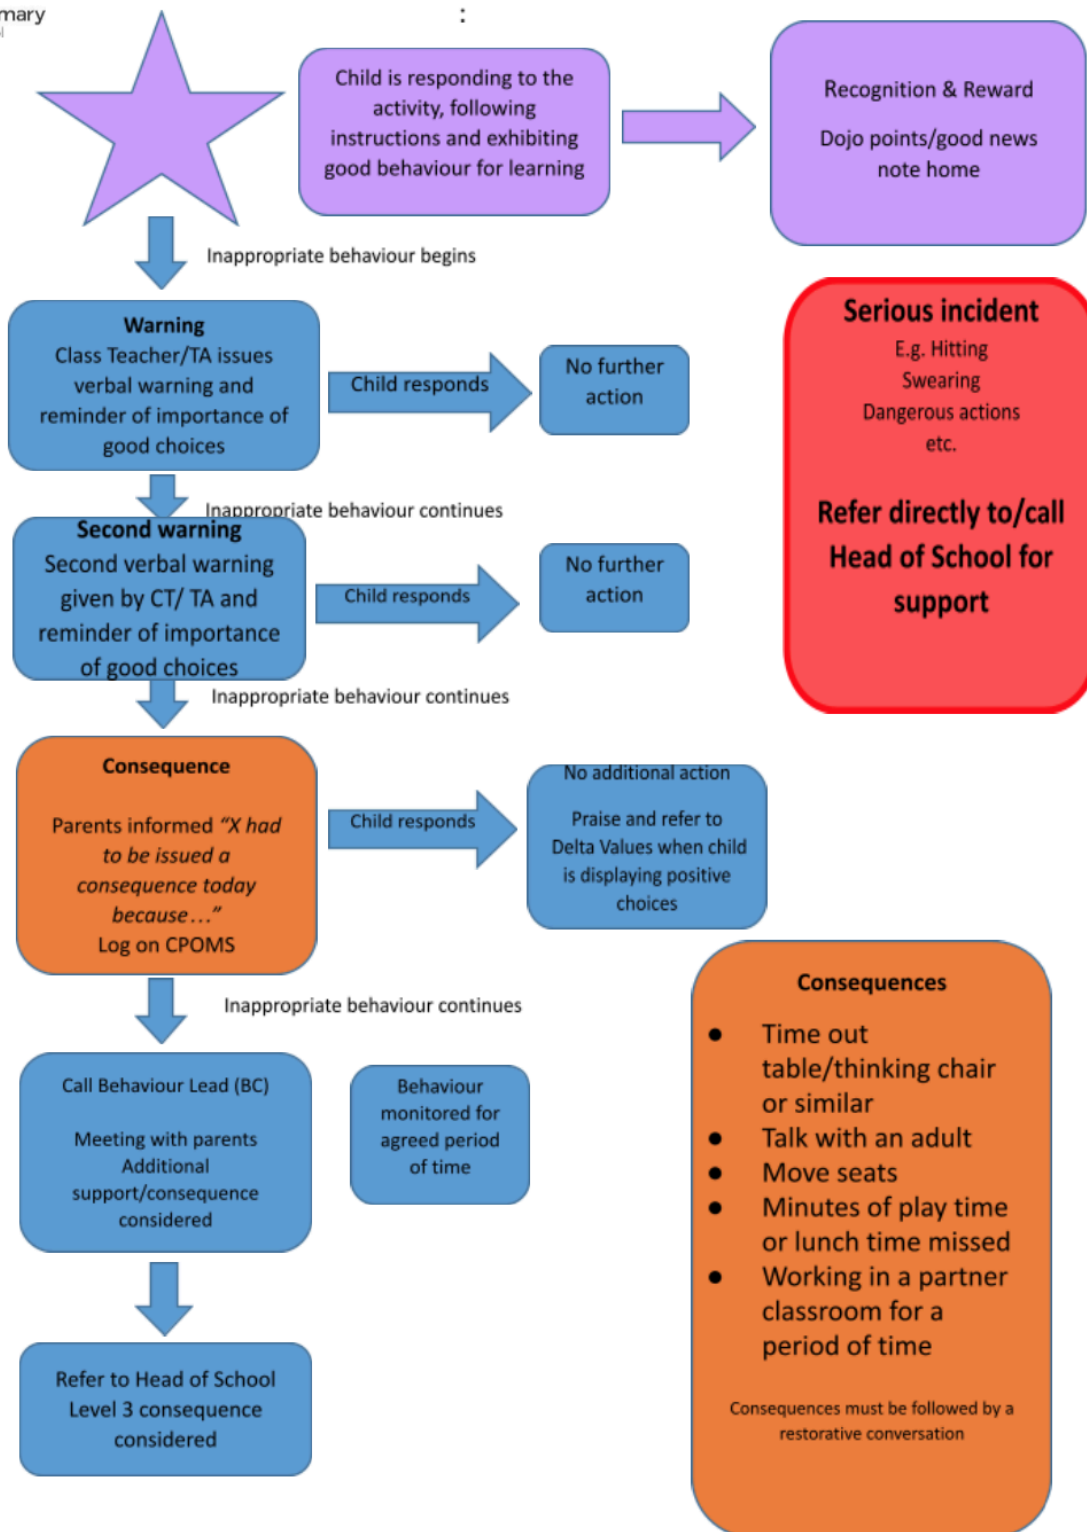 mary
:
Child is responding to the
activity, following
instructions and exhibiting
good behaviour for learning
Recognition & Reward
Dojo points/good news
note home
Inappropriate behaviour begins
Serious incident
E.g. Hitting
Swearing
Dangerous actions
etc.
Refer directly to/call
Head of School for
support
Warning
Class Teacher/TA issues
verbal warning and
reminder of importance of
good choices
Child responds
No further
action
Inappropriate behaviour continues
Second warning
Second verbal warning
given by CT/ TA and
reminder of importance
of good choices
Child responds
No further
action
Inappropriate behaviour continues
Consequence
Parents informed “X had
to be issued a
consequence today
because…”
Log on CPOMS
Child responds
No additional action
Praise and refer to
Delta Values when child
is displaying positive
choices
Inappropriate behaviour continues
Call Behaviour Lead (BC)
Meeting with parents
Additional
support/consequence
considered
Behaviour
monitored for
agreed period
of time
Consequences
● Time out
table/thinking chair
or similar
● Talk with an adult
● Move seats
● Minutes of play time
or lunch time missed
● Working in a partner
classroom for a
period of time
Consequences must be followed by a
restorative conversation
Refer to Head of School
Level 3 consequence
considered